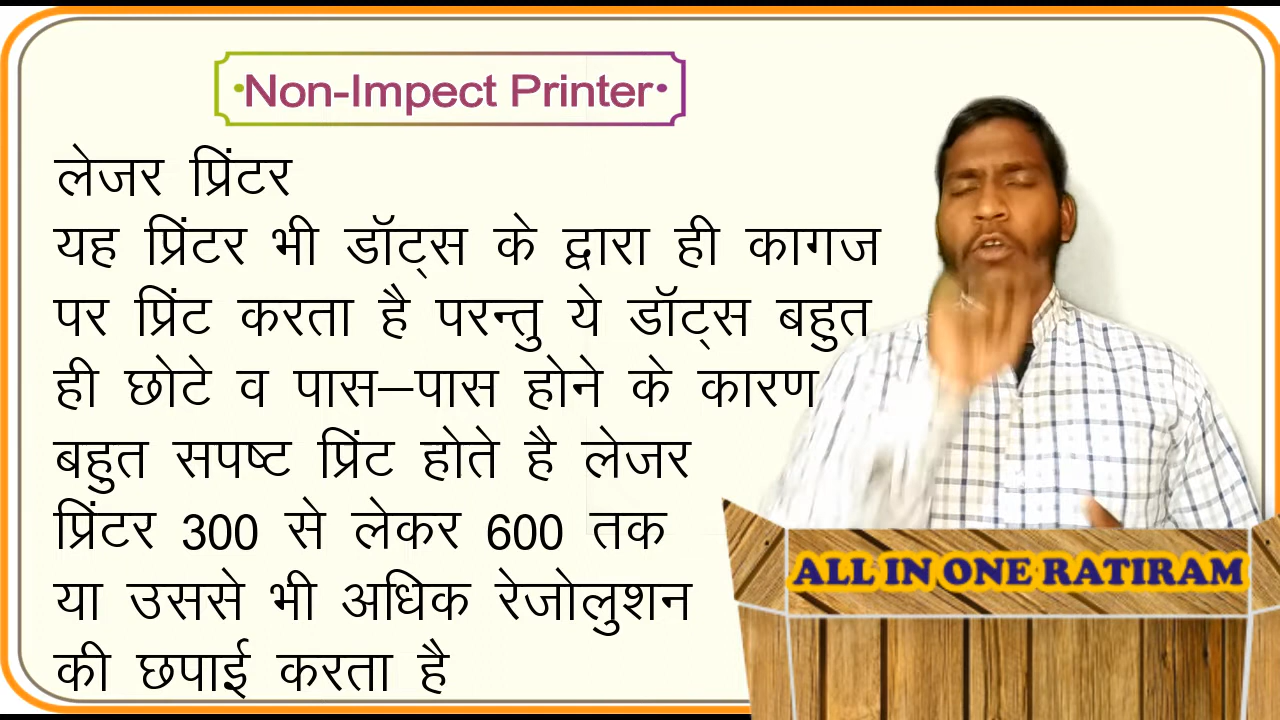 Non-Impect Printer
लेजर प्रिंटर
यह प्रिंटर भी डॉट्स के द्वारा ही कागज
पर प्रिंट करता है परन्तु ये डॉट्स बहुत
ही छोटे व पास–पास होने के कारण
बहुत सपष्ट प्रिंट होते है लेजर
प्रिंटर 300 से लेकर 600 तक
या उससे भी अधिक रेजोलुशन
की छपाई करता है
ALL IN ONE RATIRAM